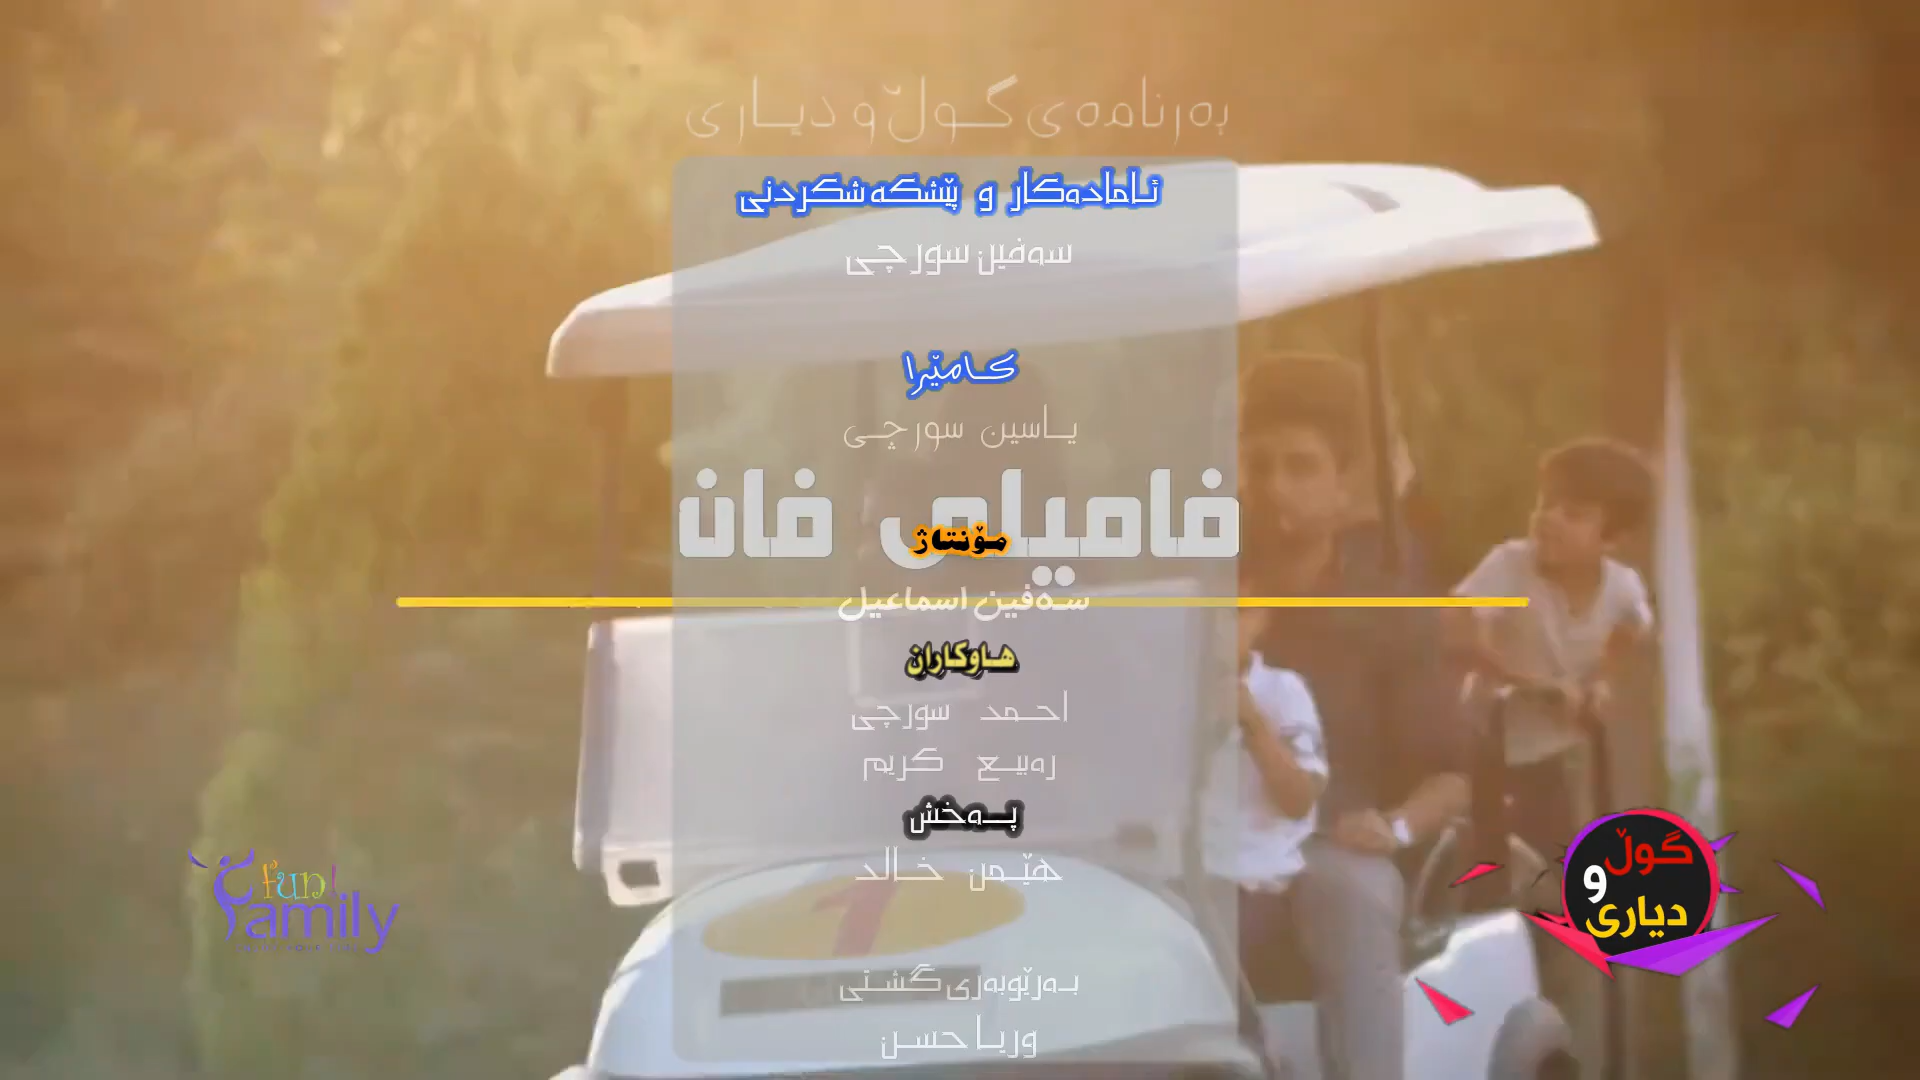 بەرنامەی گوڵ و دیاری
ئامادەکار و پێشکەشکردنی
سەفین سورچی
کامێرا
یاسین سورچی
فامیلی فان
مۆنتاژ
سەفین اسماعیل
هاوکاران
احمد سورچی
رەبیع کریم
پەخش
هێمن خالد
بەرێوبەری گشتی
وریا حسن
fun!
family
گوڵ
و
دیاری